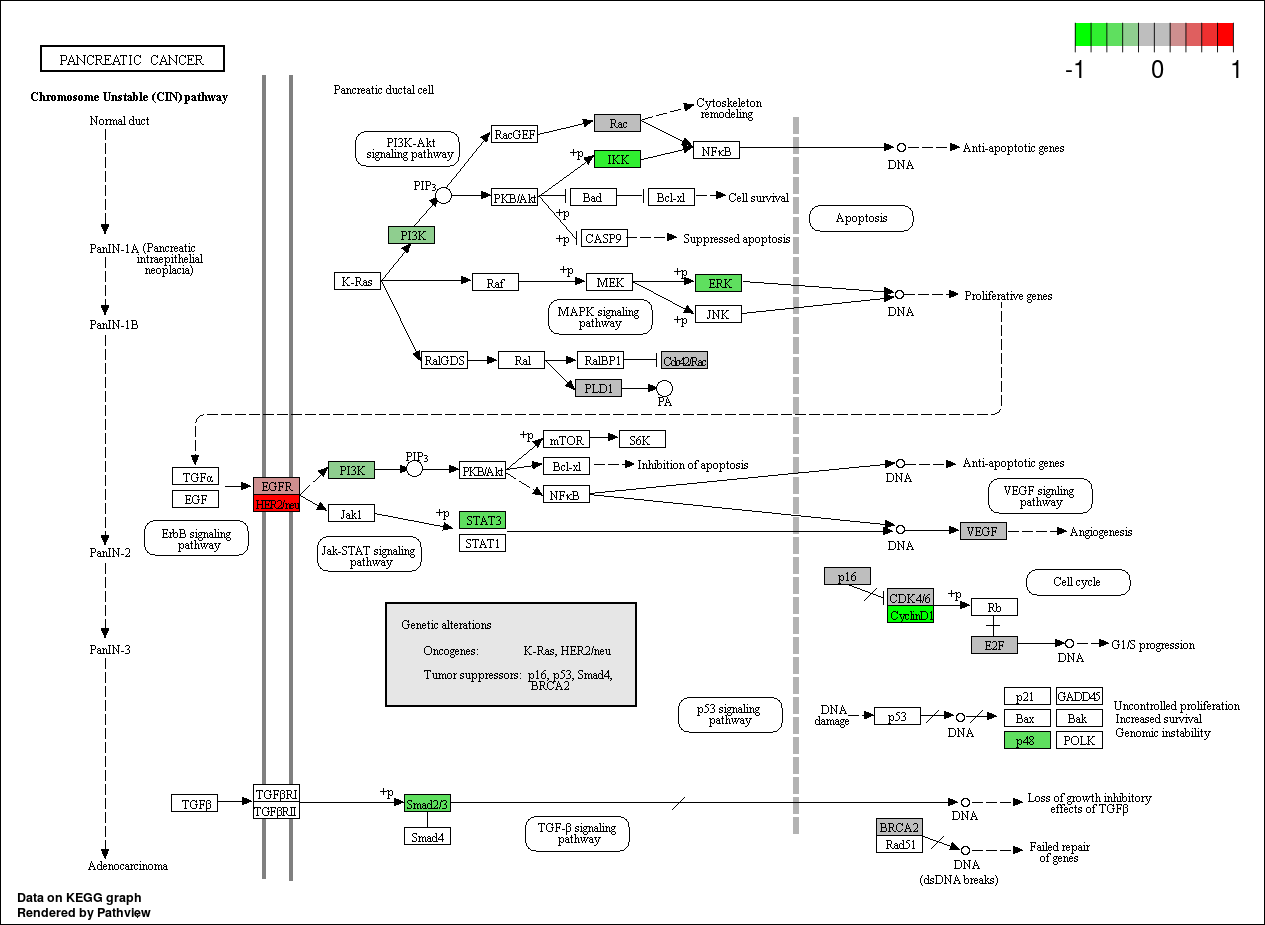 PANCREATIC CANCER
-1 0 1
Chromosome Unstable (CIN) pathway
Normal duct
PanIN-1A (Pancreatic
intraepithelial
neoplacia)
PanIN-1B
PanIN-2
PanIN-3
Adenocarcinoma
Pancreatic ductal cell
PI3K-Akt
signaling pathway
RacGEF
Rac
Cytoskeleton
remodeling
+p
IKK
NFκB
DNA
Anti-apoptotic genes
PIP3
PKB/Akt
Bad
Bcl-xl
Cell survival
+p
+p
CASP9
Suppressed apoptosis
Apoptosis
PI3K
K-Ras
Raf
+p
MEK
+p
ERK
DNA
Proliferative genes
MAPK signaling
pathway
+p
JNK
RalGDS
Ral
RalBP1
Cdc42/Rac
PLD1
PA
TGFα
EGF
EGFR
HER2/neu
ErbB signaling
pathway
PI3K
PIP3
PKB/Akt
+p
mTOR
S6K
Bcl-xl
Inhibition of apoptosis
NFκB
DNA
Anti-apoptotic genes
VEGF signling
pathway
Jak1
+p
STAT3
STAT1
DNA
VEGF
Angiogenesis
Jak-STAT signaling
pathway
p16
CDK4/6
CyclinD1
+p
Rb
E2F
DNA
G1/S progression
Cell cycle
Genetic alterations
Oncogenes: K-Ras, HER2/neu
Tumor suppressors: p16, p53, Smad4,
BRCA2
p53 signaling
pathway
DNA
damage
p53
DNA
p21
GADD45
Bax
Bak
p48
POLK
Uncontrolled proliferation
Increased survival
Genomic instability
TGFβ
TGFβRI
TGFβRII
+p
Smad2/3
Smad4
TGF-β signaling
pathway
DNA
Loss of growth inhibitory
effects of TGFβ
BRCA2
Rad51
DNA
(dsDNA breaks)
Failed repair
of genes
Data on KEGG graph
Rendered by Pathview